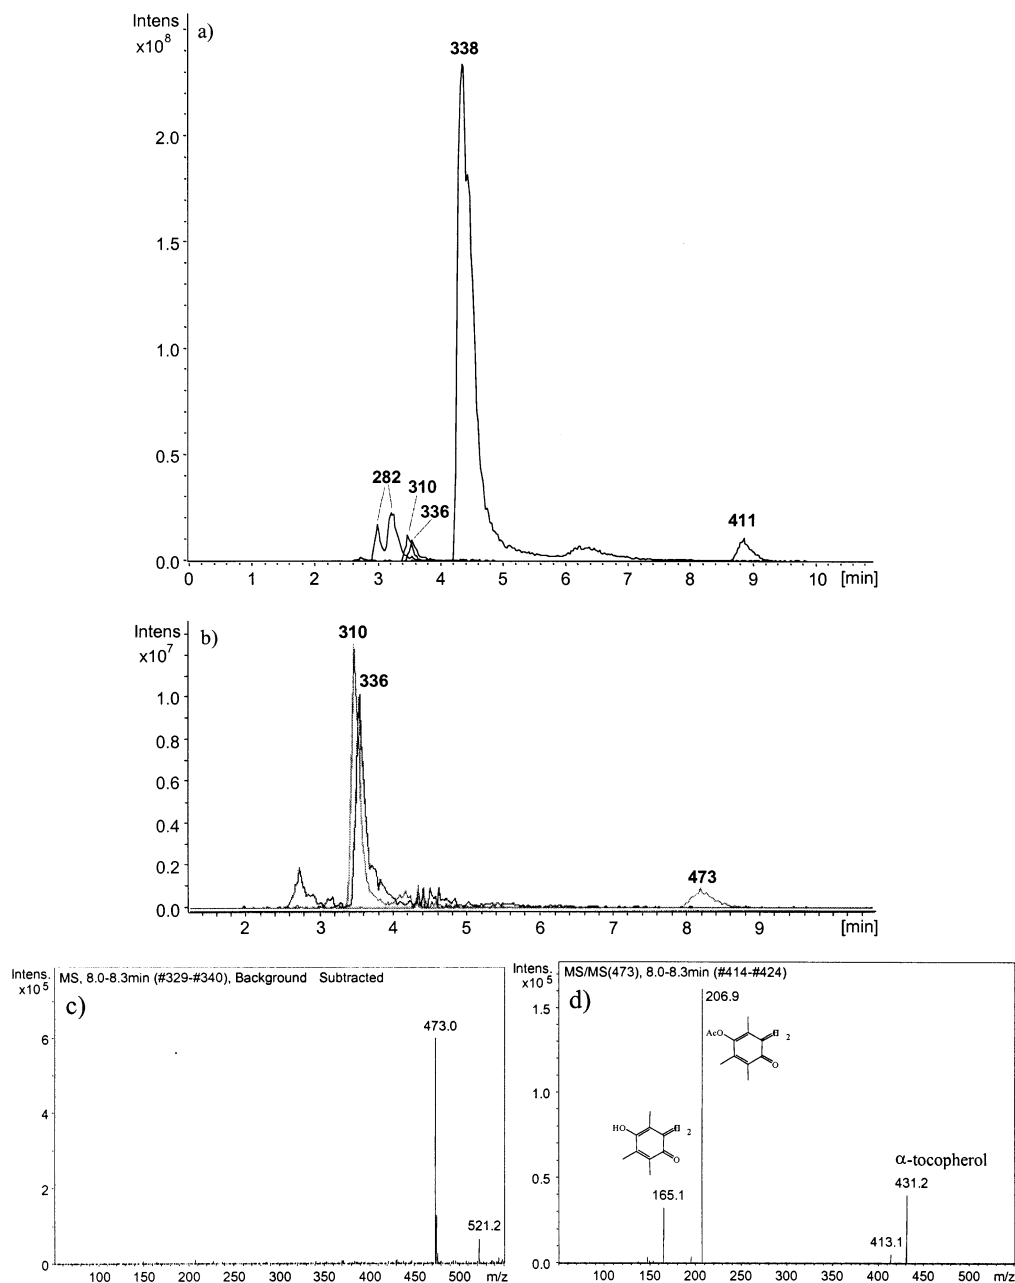 Intens
x10^8
a)
338
2.0
1.5
1.0
0.5
0.0
282
310
336
411
0 1 2 3 4 5 6 7 8 9 10 [min]
Intens
x10^7
b)
310
336
1.0
0.8
0.6
0.4
0.2
0.0
473
2 3 4 5 6 7 8 9 [min]
Intens.
x10^5
MS, 8.0-8.3min (#329-#340), Background Subtracted
c)
473.0
6
4
2
0
521.2
100 150 200 250 300 350 400 450 500 m/z
Intens.
x10^5
MS/MS(473), 8.0-8.3min (#414-#424)
d)
206.9
1.5
1.0
0.5
0.0
AcO
2
O
HO
2
O
165.1
α-tocopherol
431.2
413.1
100 150 200 250 300 350 400 450 500 m/z